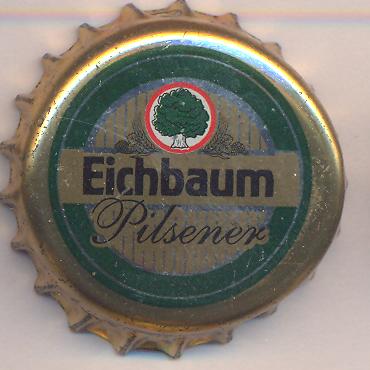 Eichbaum
Pilsener